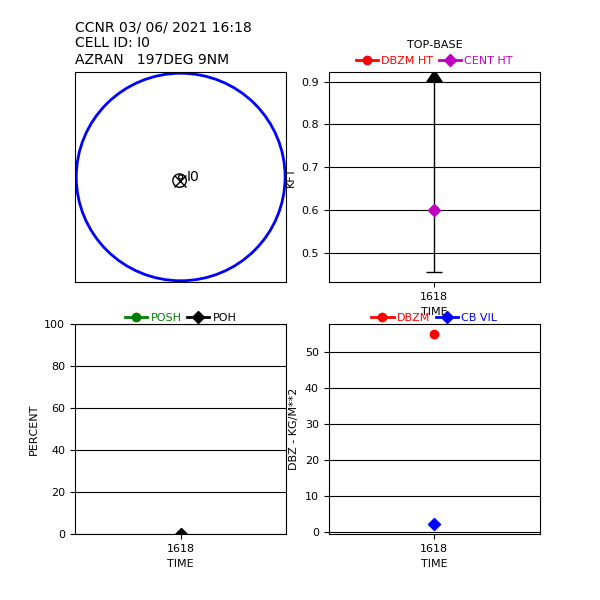 CCNR 03/ 06/ 2021 16:18
CELL ID: I0
AZRAN   197DEG 9NM
I0
TOP-BASE
DBZM HT CENT HT
0.9
0.8
0.7
0.6
0.5
KFT
1618
TIME
POSH POH
100
80
60
40
20
0
PERCENT
1618
TIME
DBZM CB VIL
50
40
30
20
10
0
DBZ - KG/M**2
1618
TIME